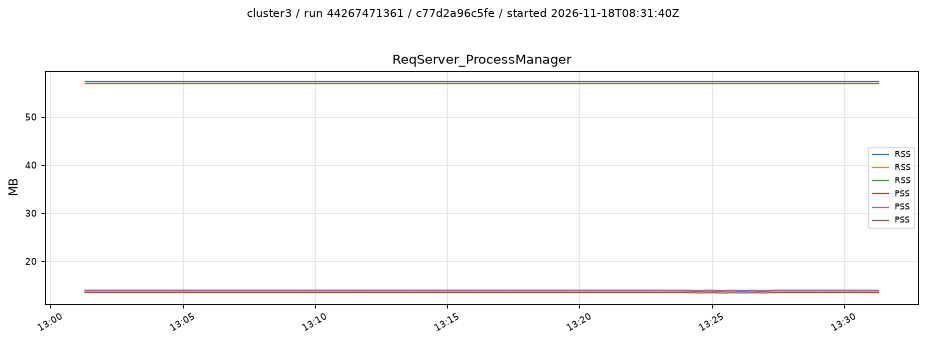 cluster3 / run 44267471361 / c77d2a96c5fe / started 2026-11-18T08:31:40Z
ReqServer_ProcessManager
MB
50
40
30
20
13:00
13:05
13:10
13:15
13:20
13:25
13:30
RSS
RSS
RSS
PSS
PSS
PSS